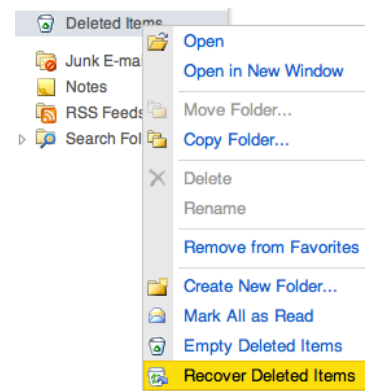 Deleted Items
Open
Junk E-ma
Open in New Window
Notes
RSS Feeds
Move Folder...
Search Fol
Copy Folder...
Delete
Rename
Remove from Favorites
Create New Folder...
Mark All as Read
Empty Deleted Items
Recover Deleted Items